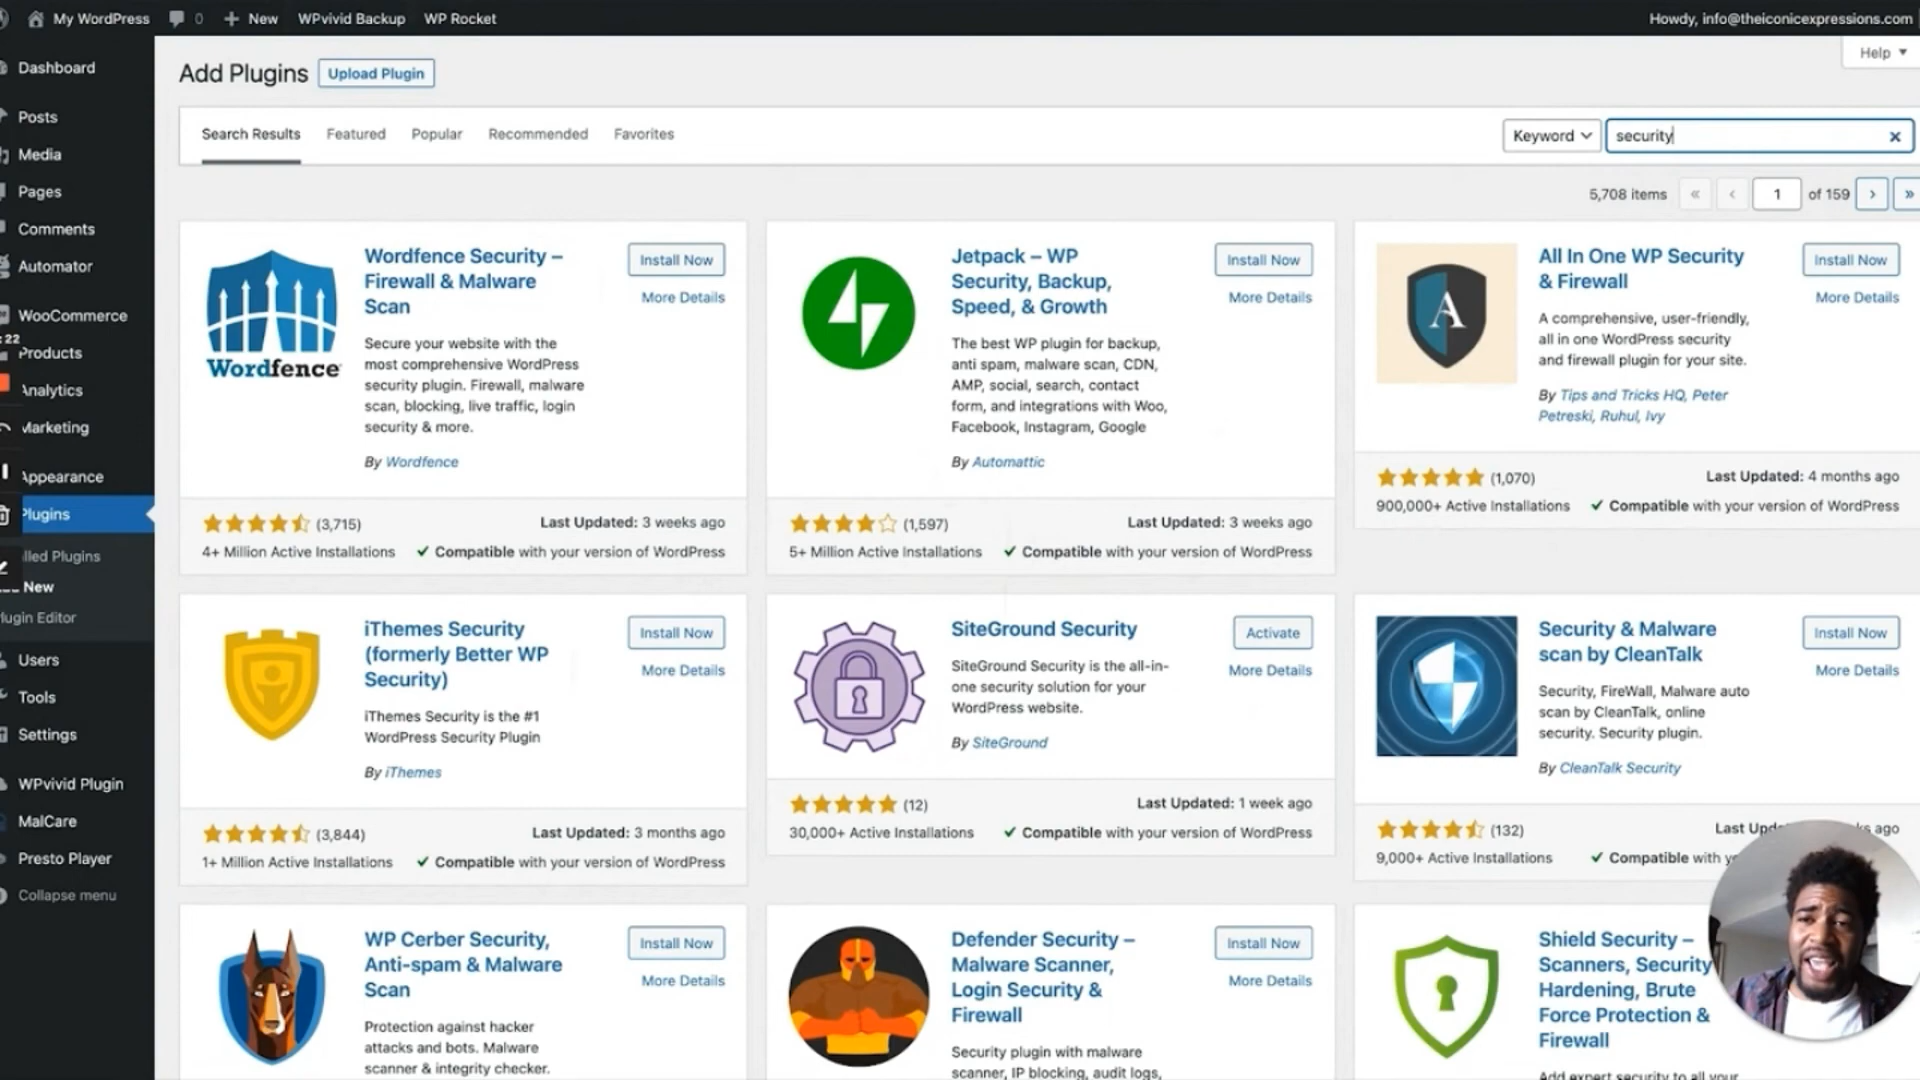 My WordPress 0 New WPvivid Backup WP Rocket Howdy, info@theiconicexpressions.com
Help
Dashboard
Posts
Media
Pages
Comments
Automator
WooCommerce
: 22
Products
Analytics
Marketing
Appearance
Plugins
lled Plugins
New
lugin Editor
Users
Tools
Settings
WPvivid Plugin
MalCare
Presto Player
Collapse menu
Add Plugins Upload Plugin
Search Results Featured Popular Recommended Favorites Keyword security
5,708 items « ‹ 1 of 159 › »
Wordfence
Wordfence Security –
Firewall & Malware
Scan
Install Now
More Details
Secure your website with the
most comprehensive WordPress
security plugin. Firewall, malware
scan, blocking, live traffic, login
security & more.
By Wordfence
(3,715) Last Updated: 3 weeks ago
4+ Million Active Installations ✔ Compatible with your version of WordPress
Jetpack – WP
Security, Backup,
Speed, & Growth
Install Now
More Details
The best WP plugin for backup,
anti spam, malware scan, CDN,
AMP, social, search, contact
form, and integrations with Woo,
Facebook, Instagram, Google
By Automattic
(1,597) Last Updated: 3 weeks ago
5+ Million Active Installations ✔ Compatible with your version of WordPress
A
All In One WP Security
& Firewall
Install Now
More Details
A comprehensive, user-friendly,
all in one WordPress security
and firewall plugin for your site.
By Tips and Tricks HQ, Peter
Petreski, Ruhul, Ivy
(1,070) Last Updated: 4 months ago
900,000+ Active Installations ✔ Compatible with your version of WordPress
iThemes Security
(formerly Better WP
Security)
Install Now
More Details
iThemes Security is the #1
WordPress Security Plugin
By iThemes
(3,844) Last Updated: 3 months ago
1+ Million Active Installations ✔ Compatible with your version of WordPress
SiteGround Security
Activate
More Details
SiteGround Security is the all-in-
one security solution for your
WordPress website.
By SiteGround
(12) Last Updated: 1 week ago
30,000+ Active Installations ✔ Compatible with your version of WordPress
Security & Malware
scan by CleanTalk
Install Now
More Details
Security, FireWall, Malware auto
scan by CleanTalk, online
security. Security plugin.
By CleanTalk Security
(132) Last Upd ks ago
9,000+ Active Installations ✔ Compatible with y
WP Cerber Security,
Anti-spam & Malware
Scan
Install Now
More Details
Protection against hacker
attacks and bots. Malware
scanner & integrity checker.
Defender Security –
Malware Scanner,
Login Security &
Firewall
Install Now
More Details
Security plugin with malware
scanner, IP blocking, audit logs,
Shield Security –
Scanners, Security
Hardening, Brute
Force Protection &
Firewall
Add expert security to all your